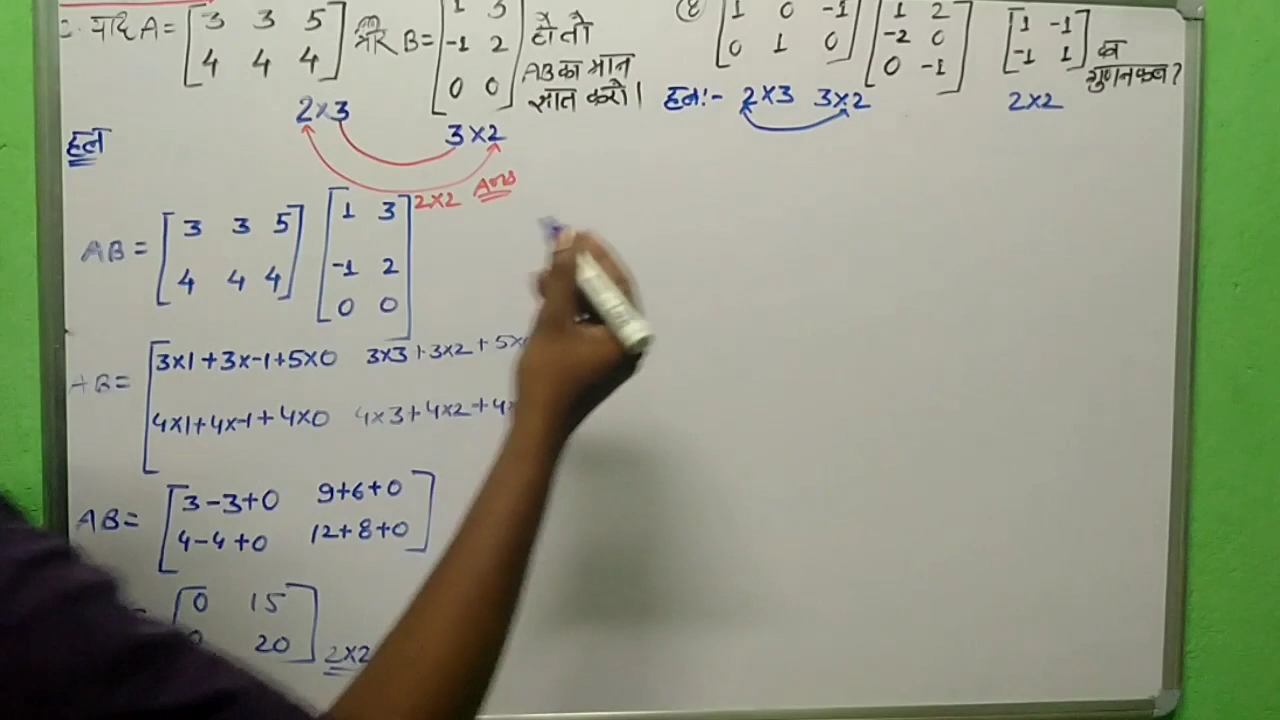 यदि A = [3 3 5 और B = [1 3 हो तो
4 4 4] -1 2 AB का मान
0 0] ज्ञात करो।
2×3 3×2
हल
2×2 Ans
AB = [3 3 5 [1 3
4 4 4] -1 2
0 0]
AB = [3×1+3×-1+5×0 3×3+3×2+5×
4×1+4×-1+4×0 4×3+4×2+4×
AB = [3-3+0 9+6+0
4-4+0 12+8+0]
[0 15
0 20] 2×2
[1 0 -1 [1 2 [1 -1
0 1 0] -2 0 -1 1] का
0 -1] गुणनफल?
हल:- 2×3 3×2 2×2